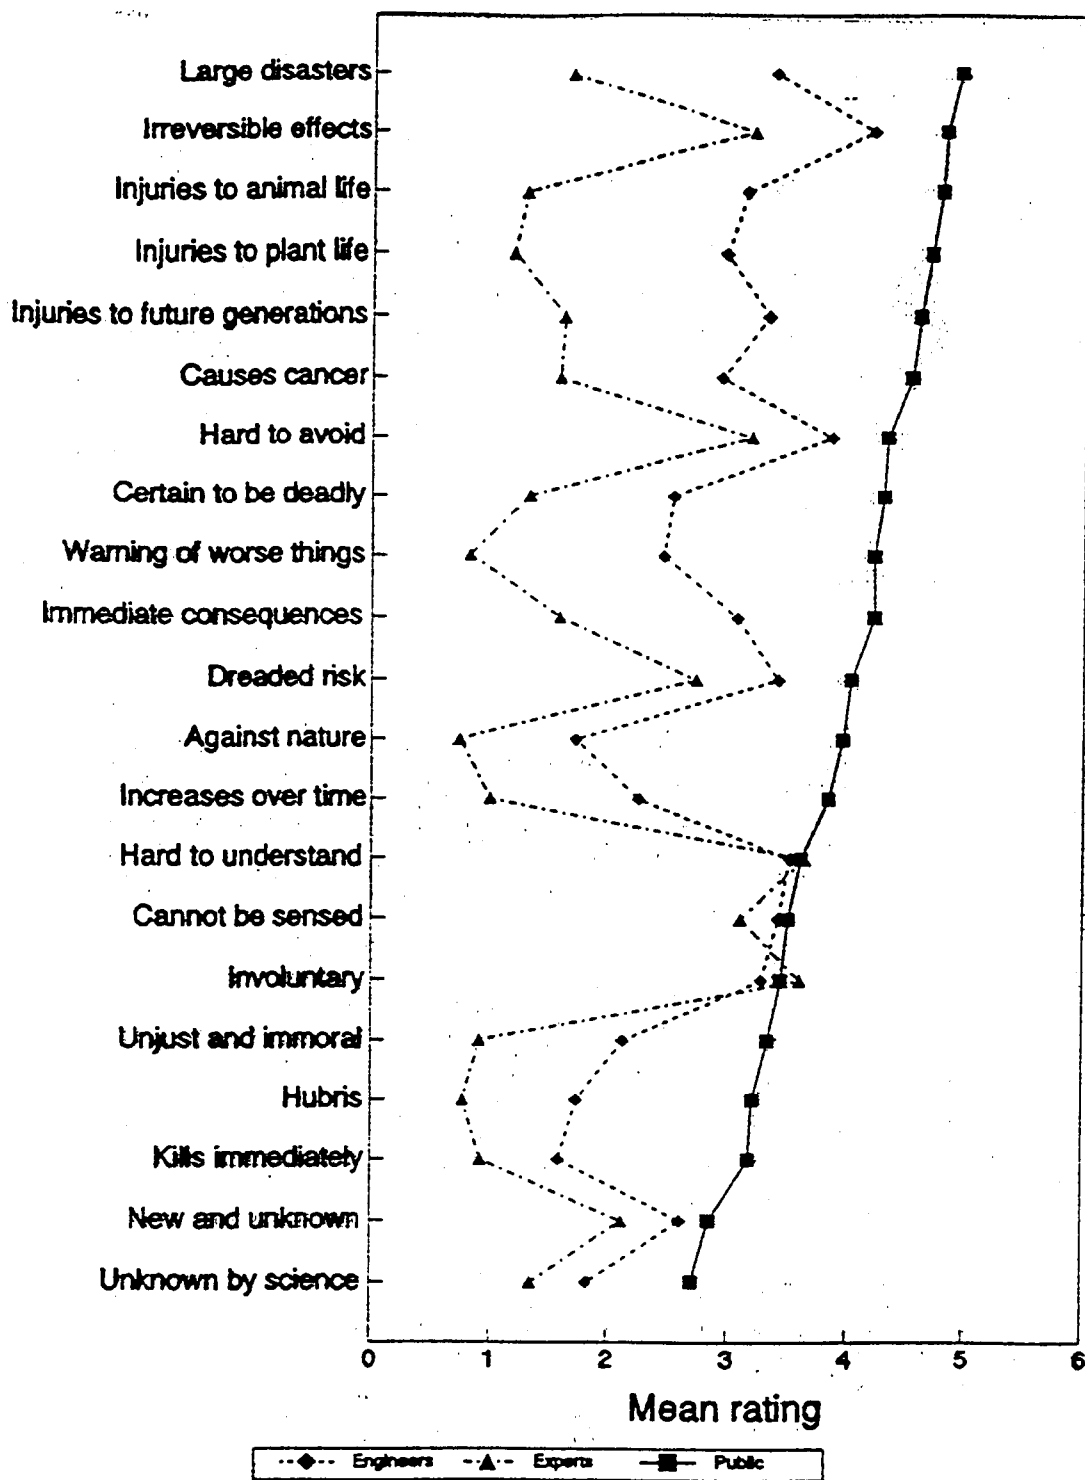 Large disasters
Irreversible effects
Injuries to animal life
Injuries to plant life
Injuries to future generations
Causes cancer
Hard to avoid
Certain to be deadly
Warning of worse things
Immediate consequences
Dreaded risk
Against nature
Increases over time
Hard to understand
Cannot be sensed
Involuntary
Unjust and immoral
Hubris
Kills immediately
New and unknown
Unknown by science
0 1 2 3 4 5 6
Mean rating
Engineers Experts Public